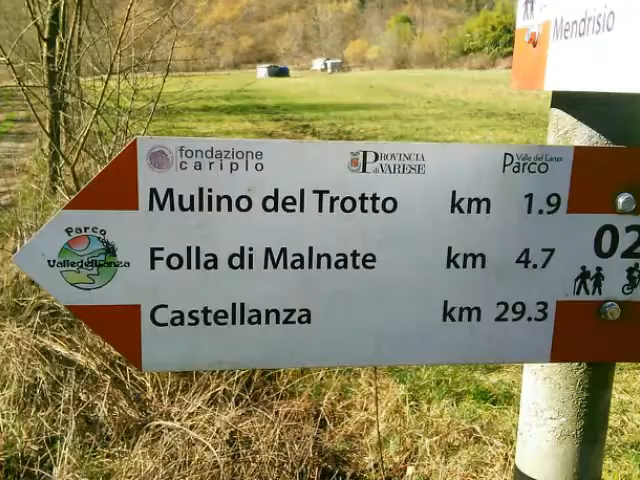 Mendrisio
fondazione
cariplo
PROVINCIA
di VARESE
Valle del Lanza
Parco
Mulino del Trotto km 1.9
Parco
Valle del Lanza
Folla di Malnate km 4.7
02
Castellanza km 29.3